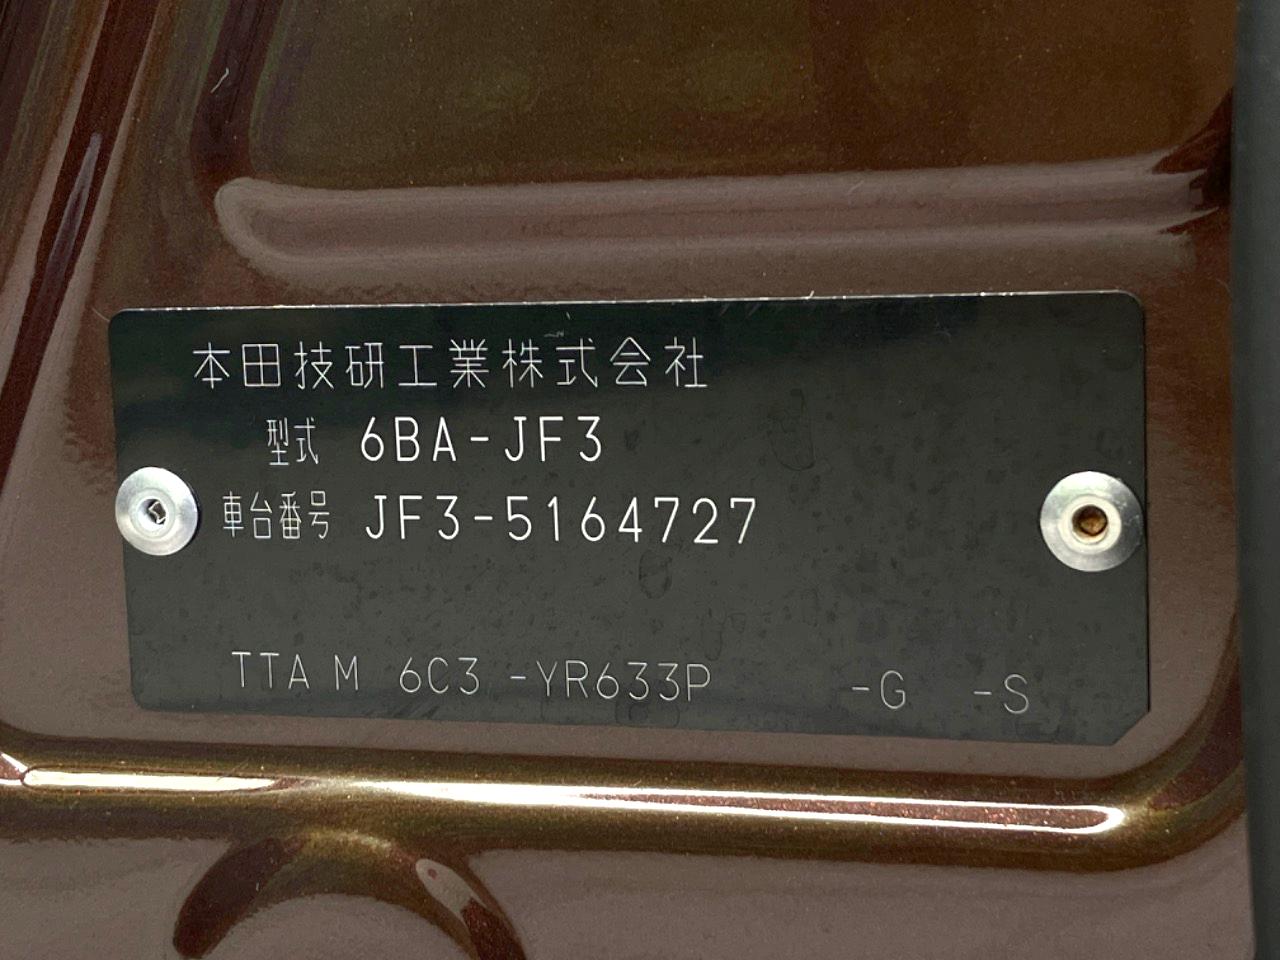 本田技研工業株式会社
型式 6BA-JF3
車台番号 JF3-5164727
TTA M 6C3 -YR633P -G -S